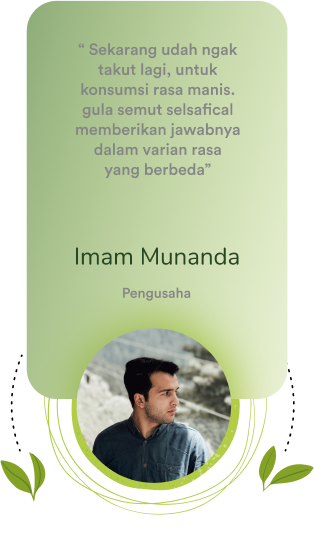 “ Sekarang udah ngak
takut lagi, untuk
konsumsi rasa manis.
gula semut selsafical
memberikan jawabnya
dalam varian rasa
yang berbeda”
Imam Munanda
Pengusaha